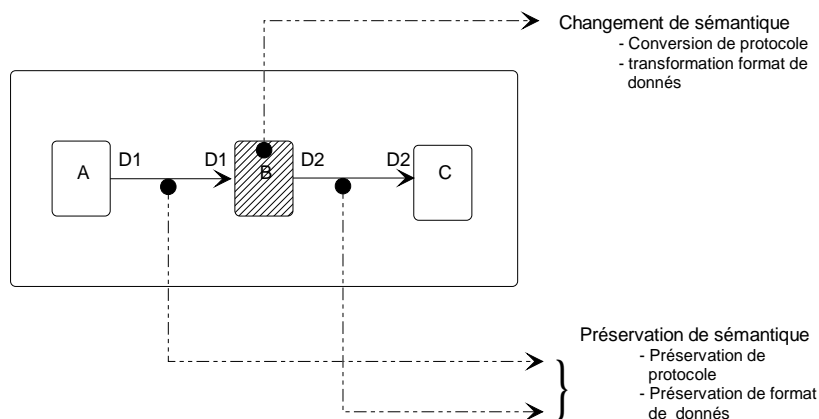 Changement de sémantique
- Conversion de protocole
- transformation format de
donnés
A
D1
D1
B
D2
D2
C
Préservation de sémantique
- Préservation de
protocole
- Préservation de format
de donnés